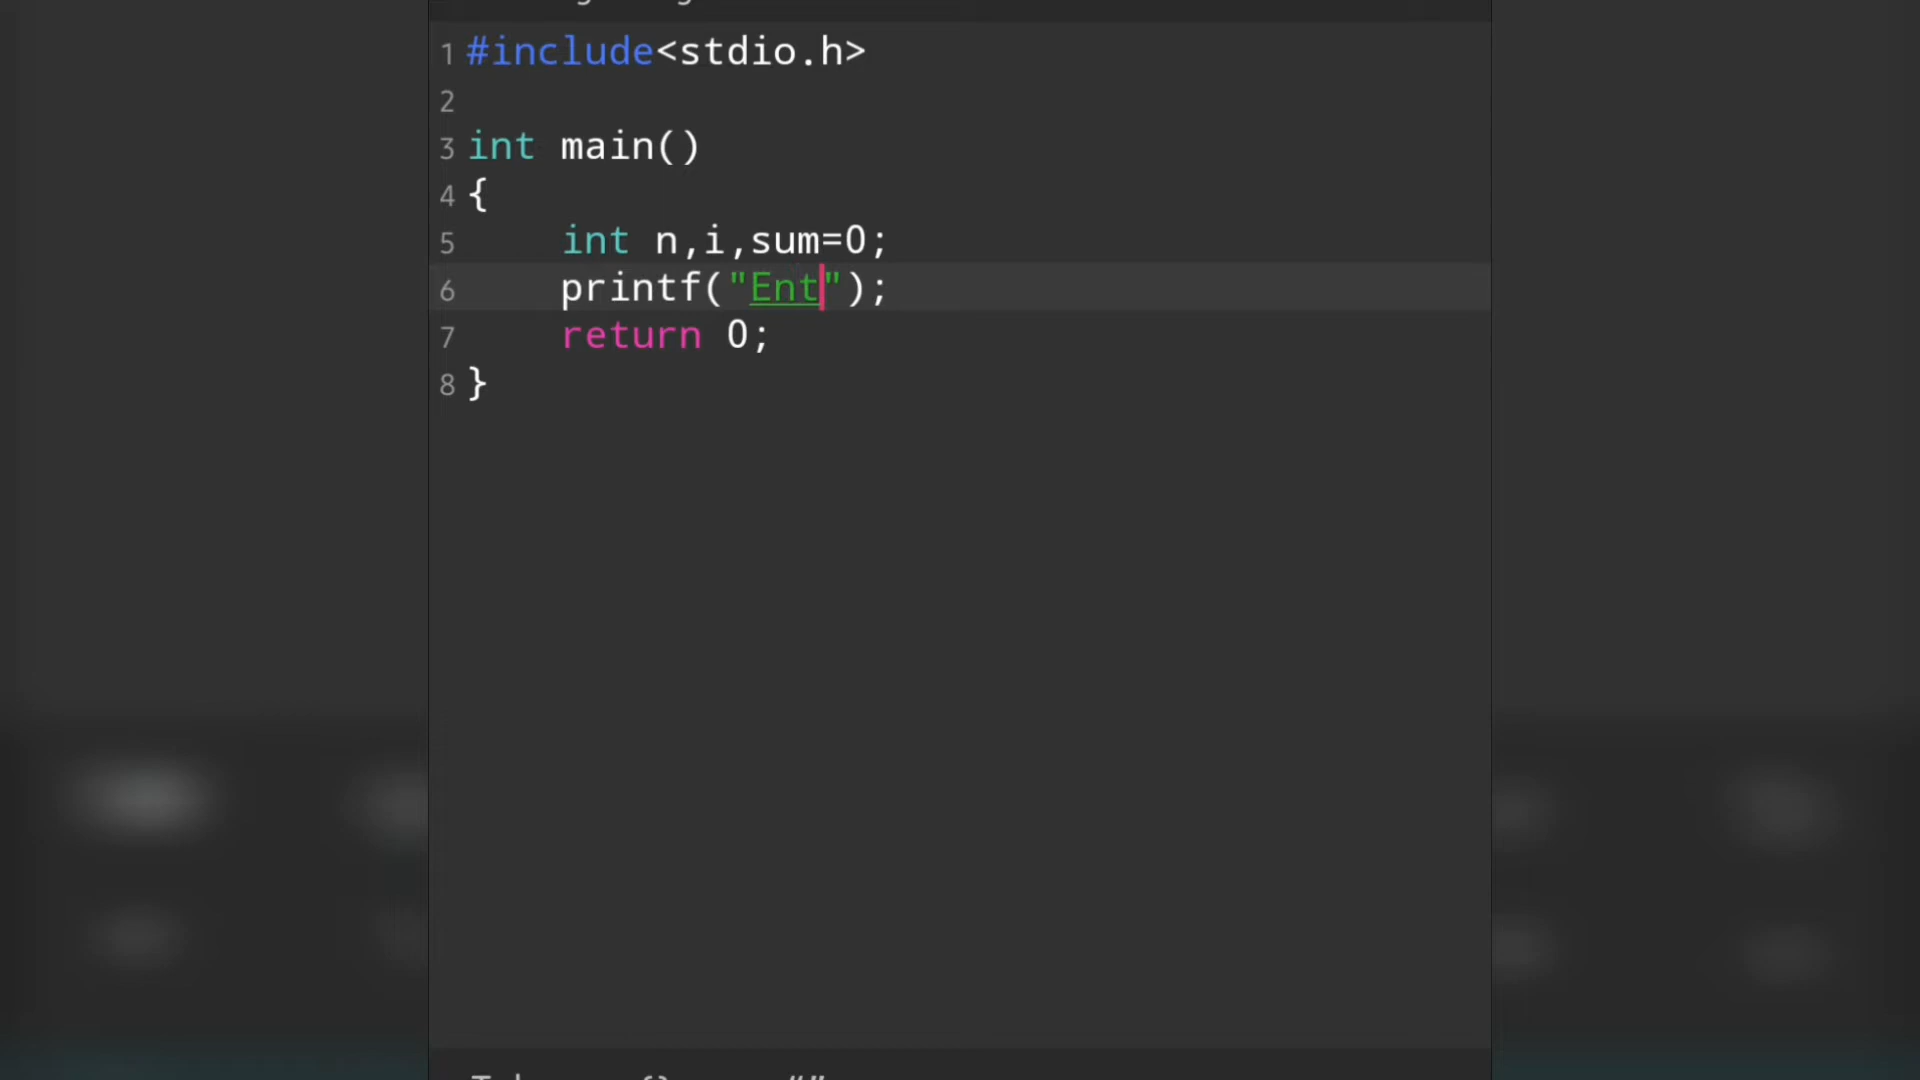 1 #include<stdio.h>
2
3 int main()
4 {
5     int n,i,sum=0;
6     printf("Ent");
7     return 0;
8 }